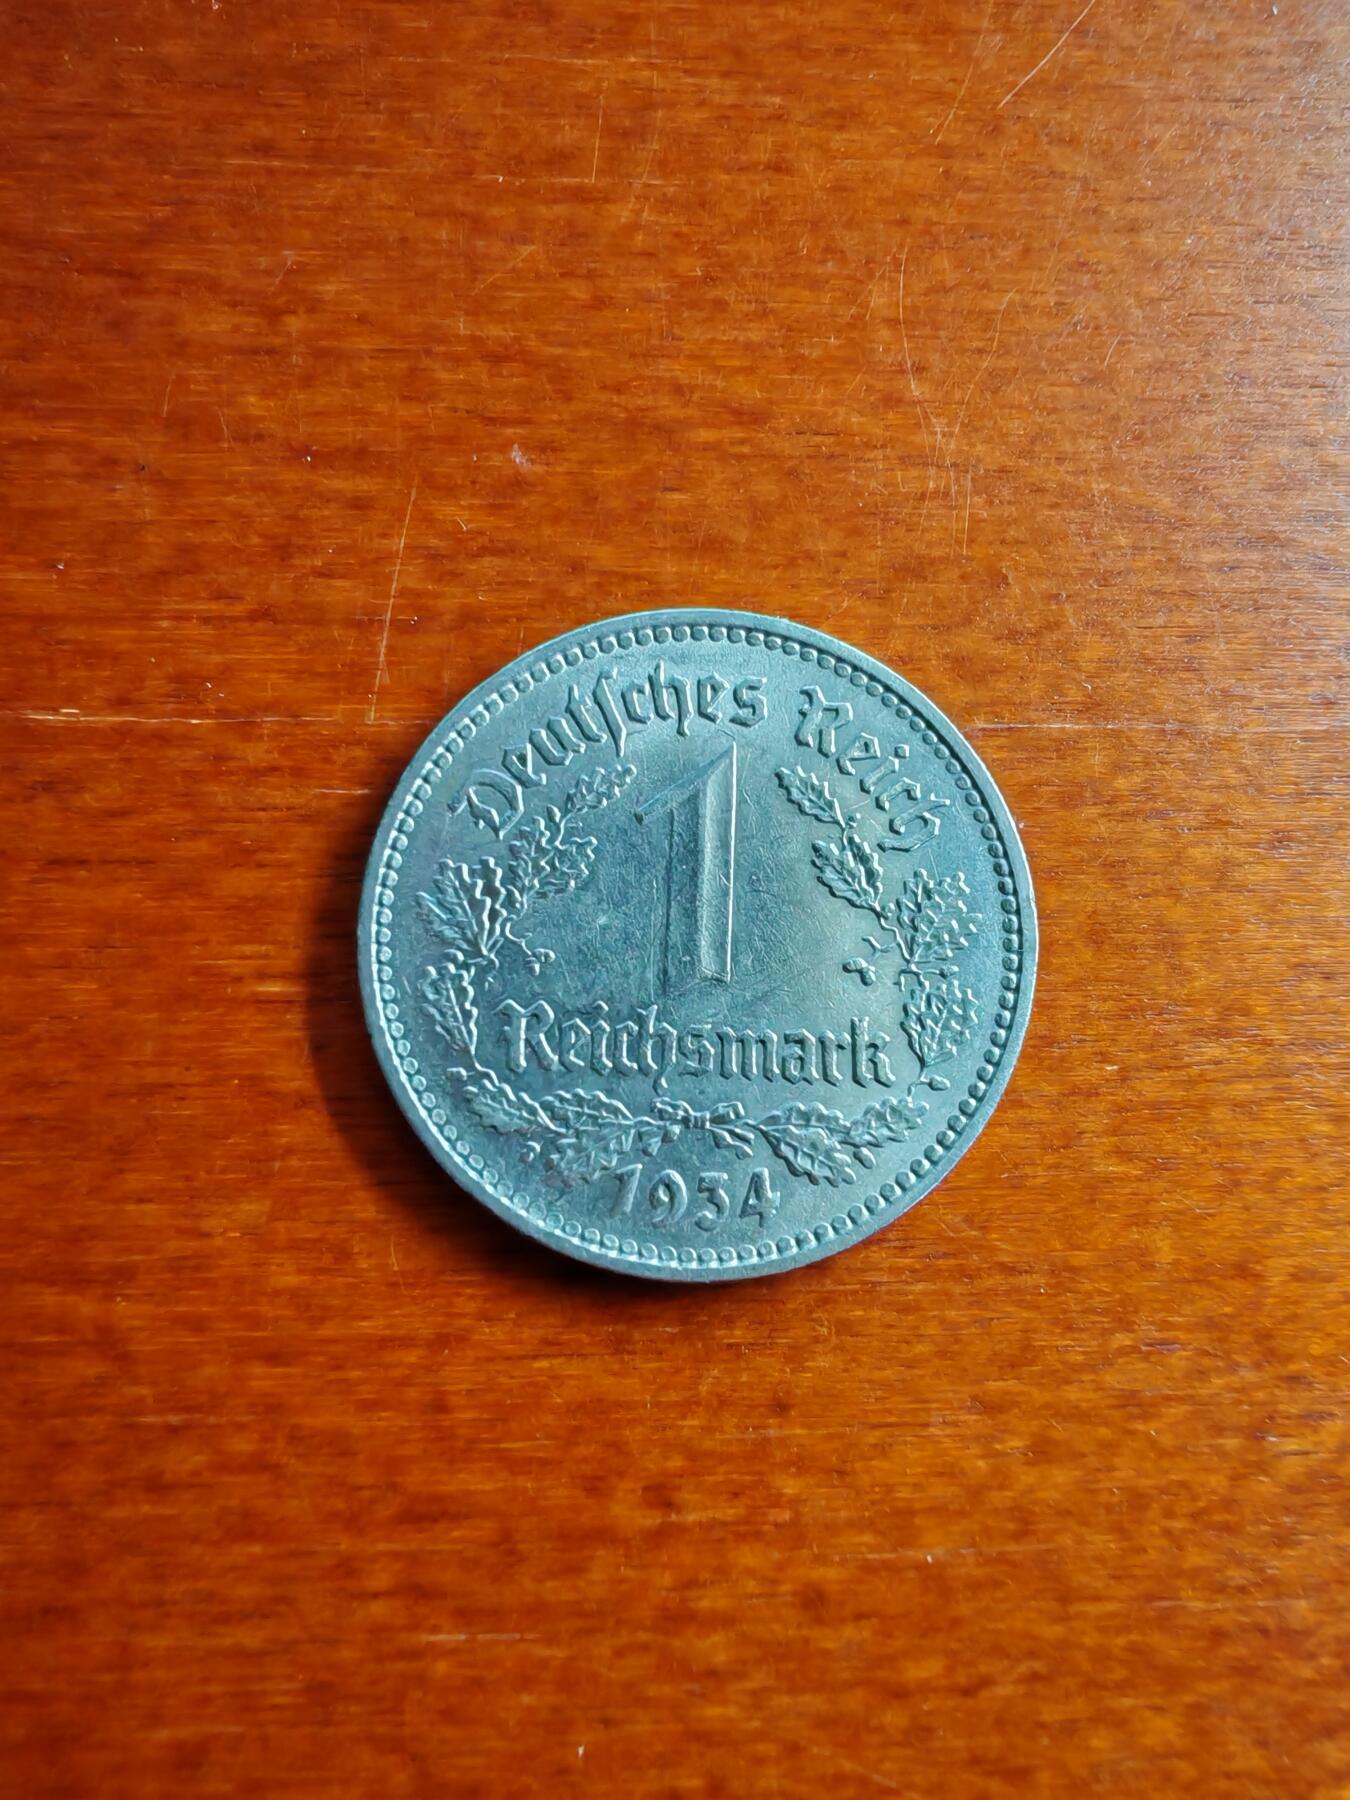 Deutsches Reich
1
Reichsmark
1934